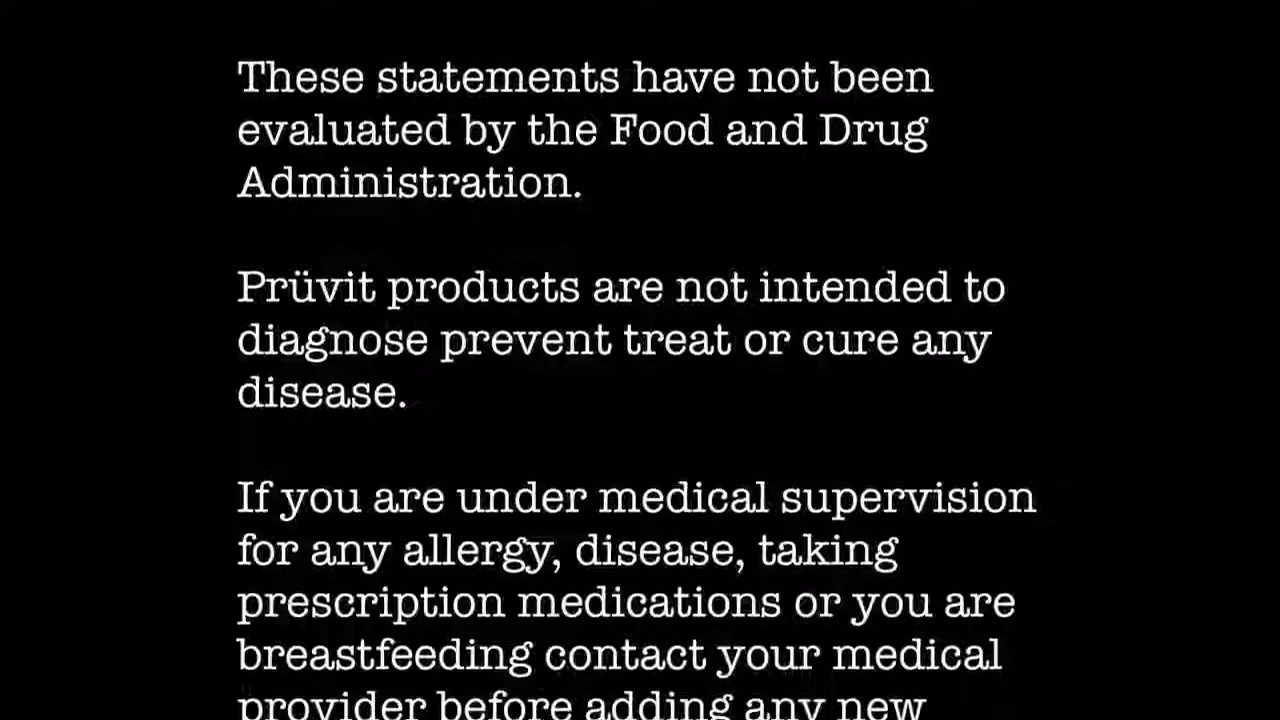 These statements have not been
evaluated by the Food and Drug
Administration.
Prüvit products are not intended to
diagnose prevent treat or cure any
disease.
If you are under medical supervision
for any allergy, disease, taking
prescription medications or you are
breastfeeding contact your medical
provider before adding any new